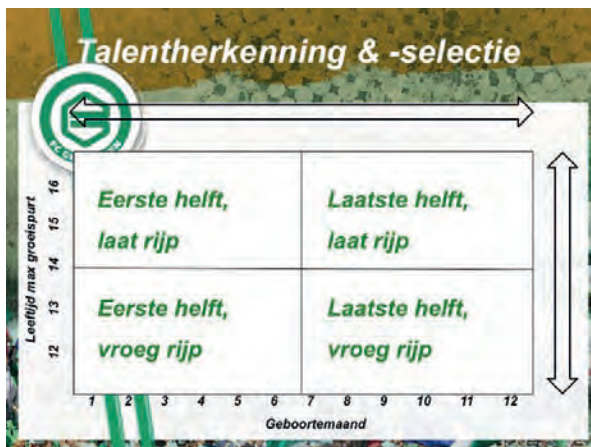 Talentherkenning & -selectie
FC G
EN
Leeftijd max groeispurt
16
15
14
13
12
Eerste helft,
laat rijp
Laatste helft,
laat rijp
Eerste helft,
vroeg rijp
Laatste helft,
vroeg rijp
1 2 3 4 5 6 7 8 9 10 11 12
Geboortemaand